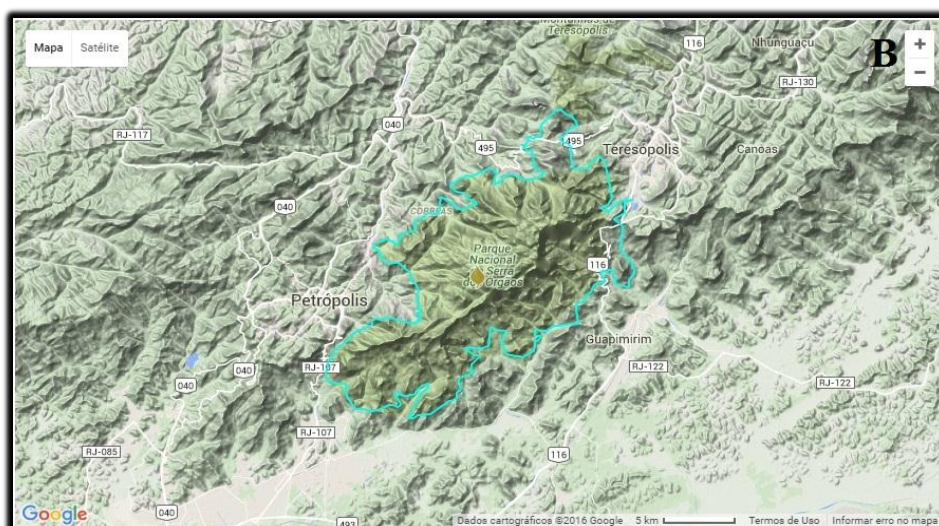 Mapa Satélite
Montanhas de
Teresópolis
116
Nhunguaçu
B
+
−
RJ-130
040
RJ-117
495
495
Teresópolis
Canoas
040
CORRÊAS
Parque
Nacional
Serra
dos Órgãos
116
Petrópolis
Guapimirim
RJ-107
RJ-122
040
040
RJ-122
RJ-107
116
RJ-085
040
493
Google
Dados cartográficos ©2016 Google 5 km Termos de Uso Informar erro no mapa